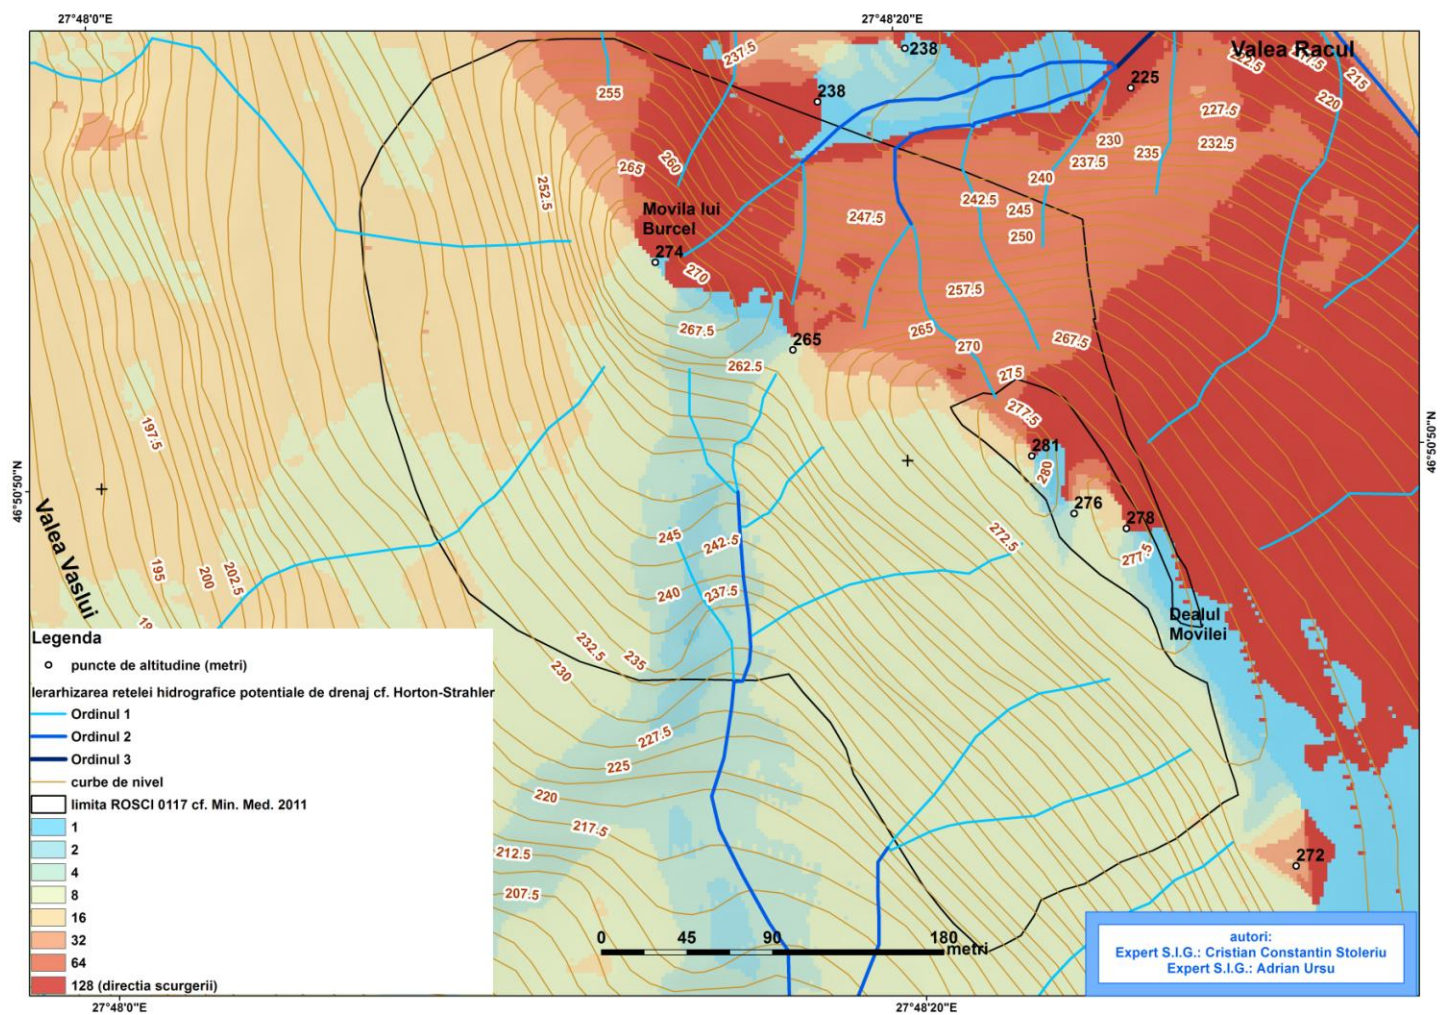 27°48'0"E
27°48'20"E
238
Valea Racul
237.5
238
225
222.5
217.5
215
255
220
227.5
230
232.5
265
260
237.5
235
252.5
240
242.5
Movila lui
Burcel
247.5
245
250
274
270
257.5
267.5
265
265
267.5
262.5
270
275
277.5
197.5
281
46°50'50"N
46°50'50"N
280
276
278
Valea Vaslui
245
242.5
272.5
277.5
195
200
202.5
240
237.5
Dealul
Movilei
232.5
235
230
Legenda
puncte de altitudine (metri)
Ierarhizarea retelei hidrografice potentiale de drenaj cf. Horton-Strahler
Ordinul 1
Ordinul 2
Ordinul 3
curbe de nivel
limita ROSCI 0117 cf. Min. Med. 2011
1
2
4
8
16
32
64
128 (directia scurgerii)
227.5
225
220
217.5
212.5
207.5
272
0 45 90 180
metri
autori:
Expert S.I.G.: Cristian Constantin Stoleriu
Expert S.I.G.: Adrian Ursu
27°48'0"E
27°48'20"E